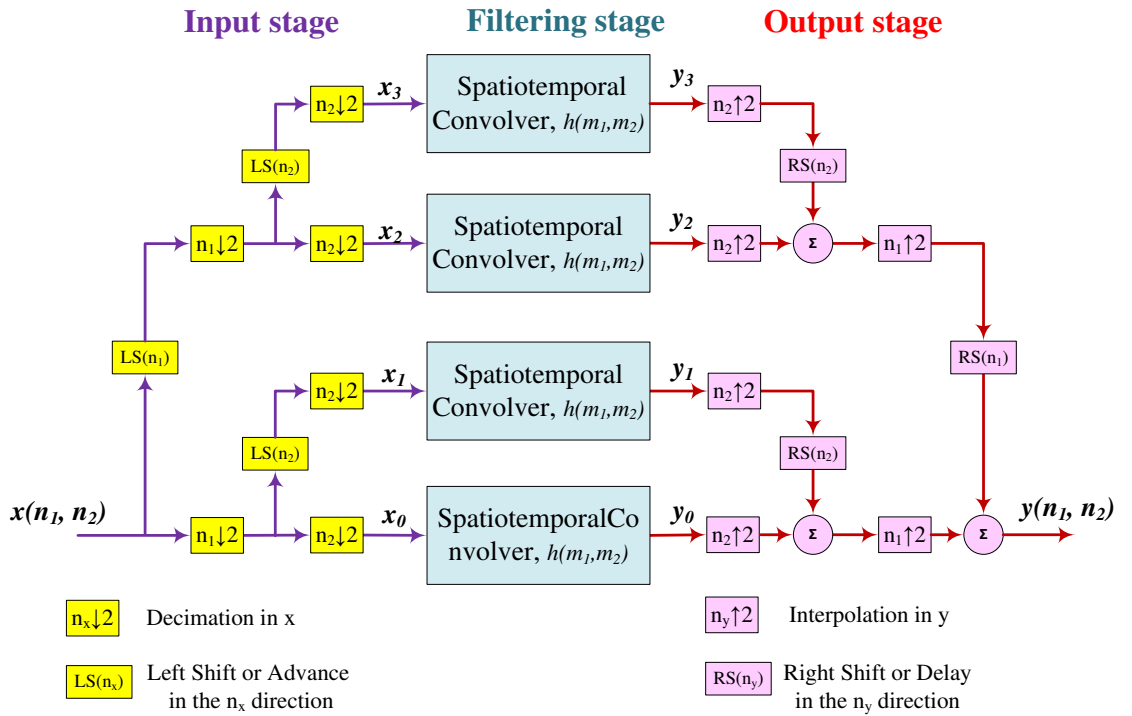 Input stage
Filtering stage
Output stage
n2↓2
x3
Spatiotemporal
Convolver, h(m1,m2)
y3
n2↑2
LS(n2)
RS(n2)
n1↓2
n2↓2
x2
Spatiotemporal
Convolver, h(m1,m2)
y2
n2↑2
Σ
n1↑2
LS(n1)
RS(n1)
n2↓2
x1
Spatiotemporal
Convolver, h(m1,m2)
y1
n2↑2
LS(n2)
RS(n2)
x(n1, n2)
n1↓2
n2↓2
x0
SpatiotemporalCo
nvolver, h(m1,m2)
y0
n2↑2
Σ
n1↑2
Σ
y(n1, n2)
nx↓2
Decimation in x
ny↑2
Interpolation in y
LS(nx)
Left Shift or Advance
in the nx direction
RS(ny)
Right Shift or Delay
in the ny direction